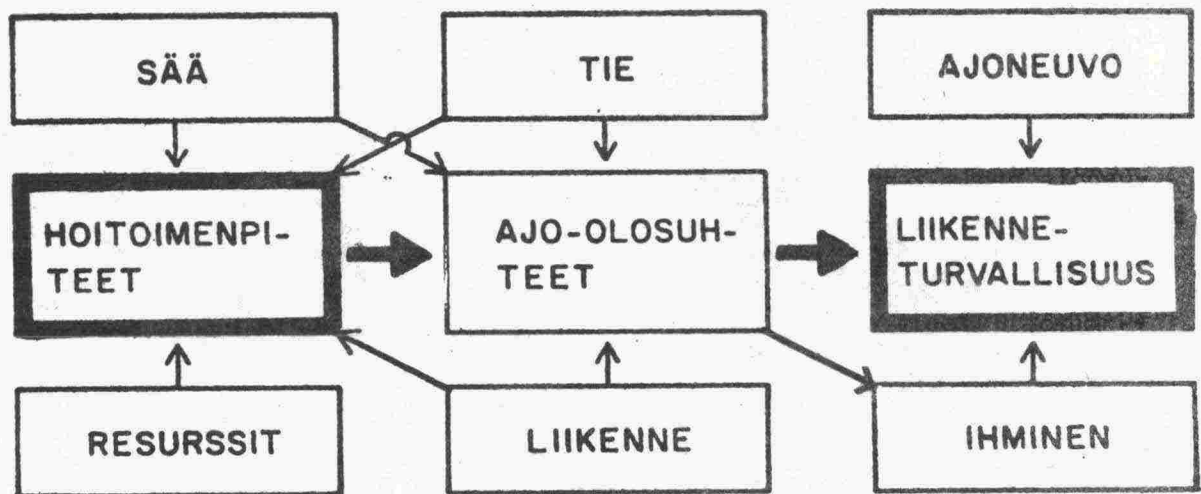 SÄÄ
TIE
AJONEUVO
HOITOIMENPI-
TEET
AJO-OLOSUH-
TEET
LIIKENNE-
TURVALLISUUS
RESURSSIT
LIIKENNE
IHMINEN